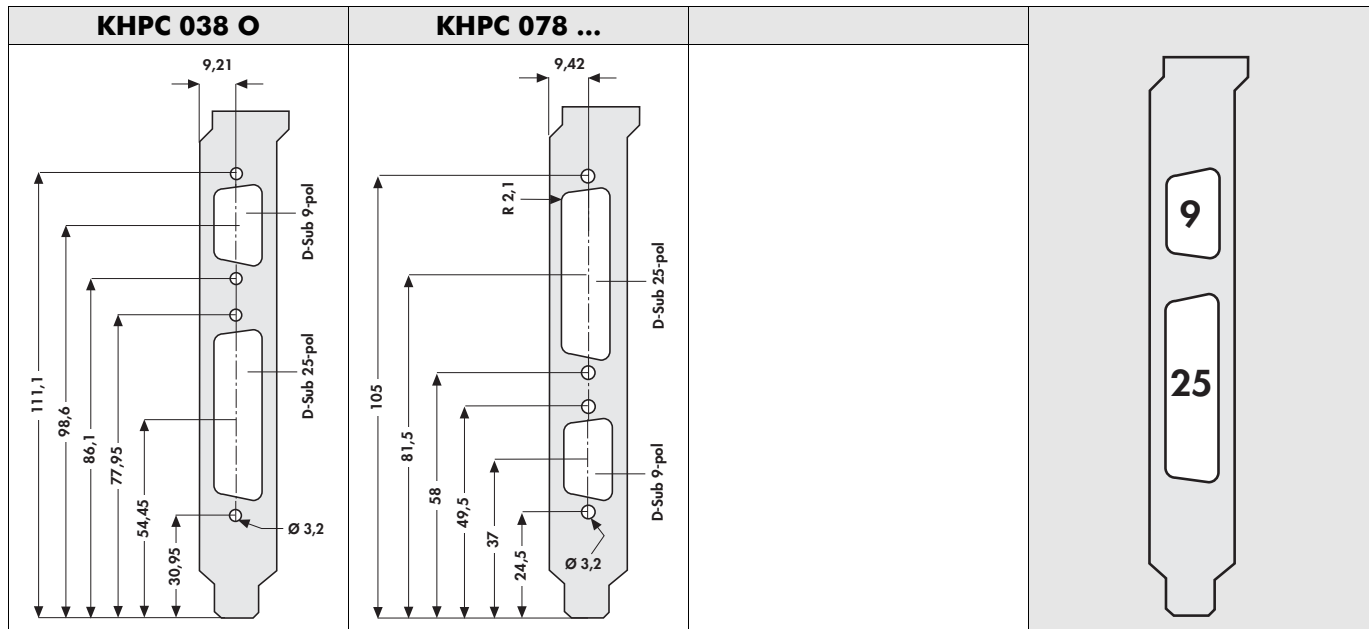 KHPC 038 O
KHPC 078 ...
9,21
D-Sub 9-pol
D-Sub 25-pol
111,1
98,6
86,1
77,95
54,45
30,95
Ø 3,2
9,42
R 2,1
D-Sub 25-pol
D-Sub 9-pol
105
81,5
58
49,5
37
24,5
Ø 3,2
9
25